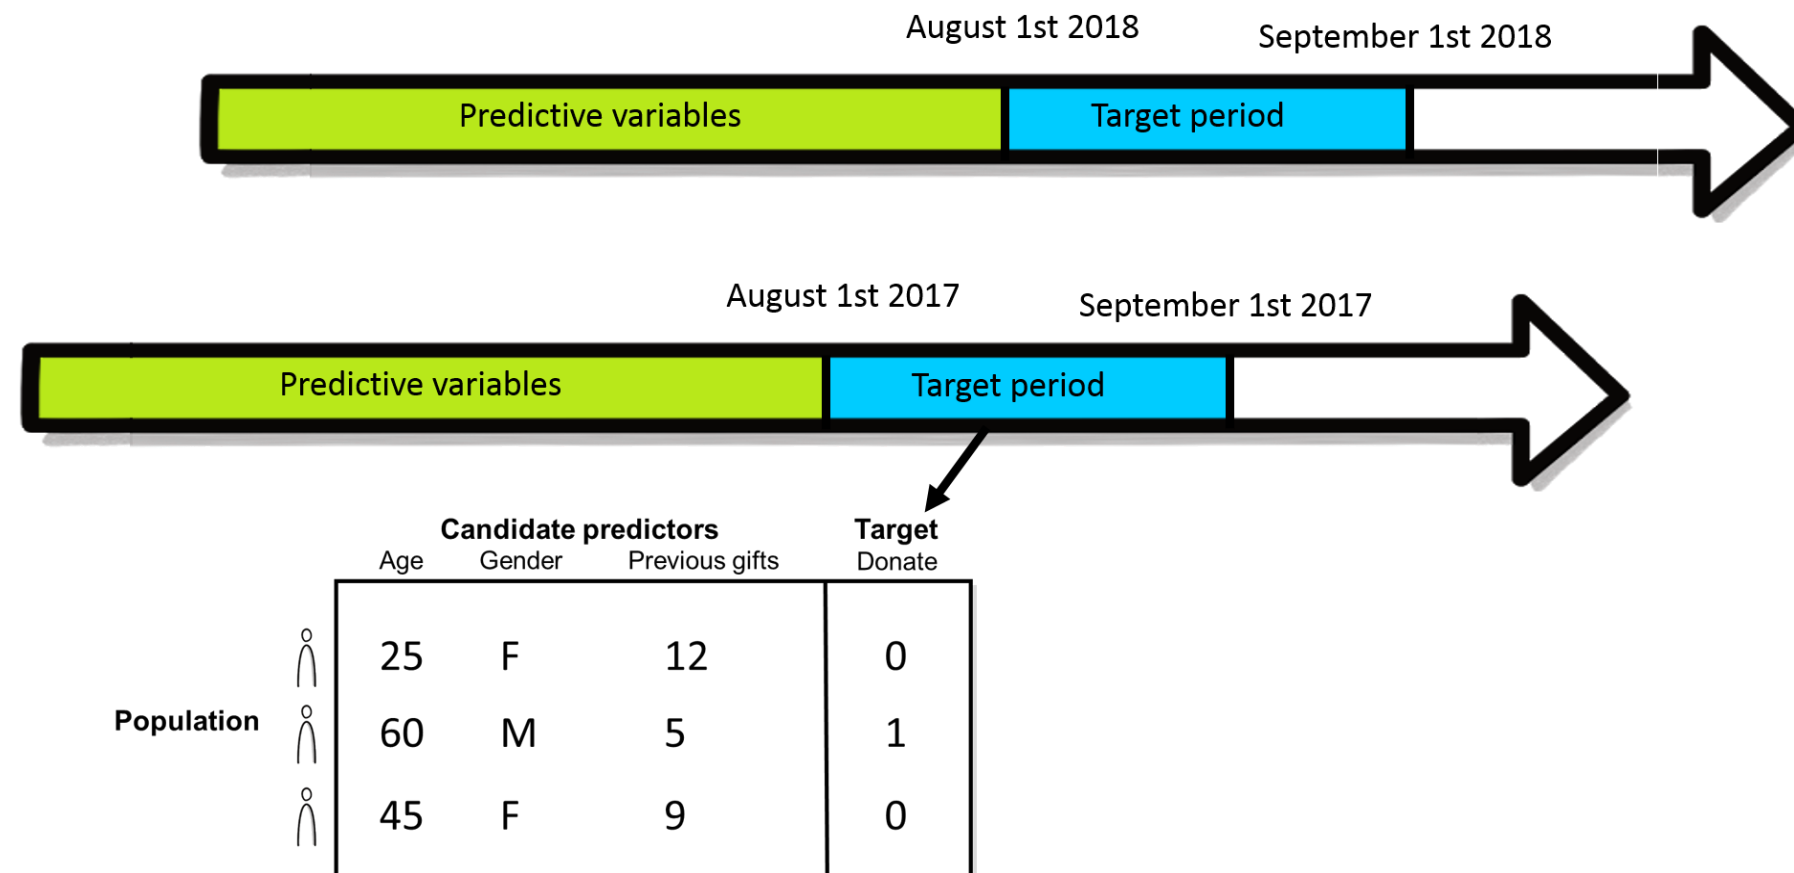 August 1st 2018
September 1st 2018
Predictive variables
Target period
August 1st 2017
September 1st 2017
Predictive variables
Target period
Candidate predictors Target
Age Gender Previous gifts Donate
25 F 12 0
Population
60 M 5 1
45 F 9 0